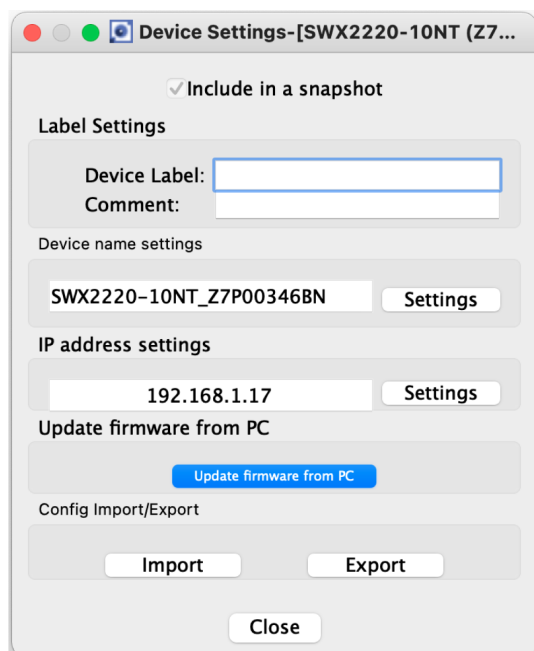 Device Settings-[SWX2220-10NT (Z7...
Include in a snapshot
Label Settings
Device Label:
Comment:
Device name settings
SWX2220-10NT_Z7P00346BN Settings
IP address settings
192.168.1.17 Settings
Update firmware from PC
Update firmware from PC
Config Import/Export
Import Export
Close